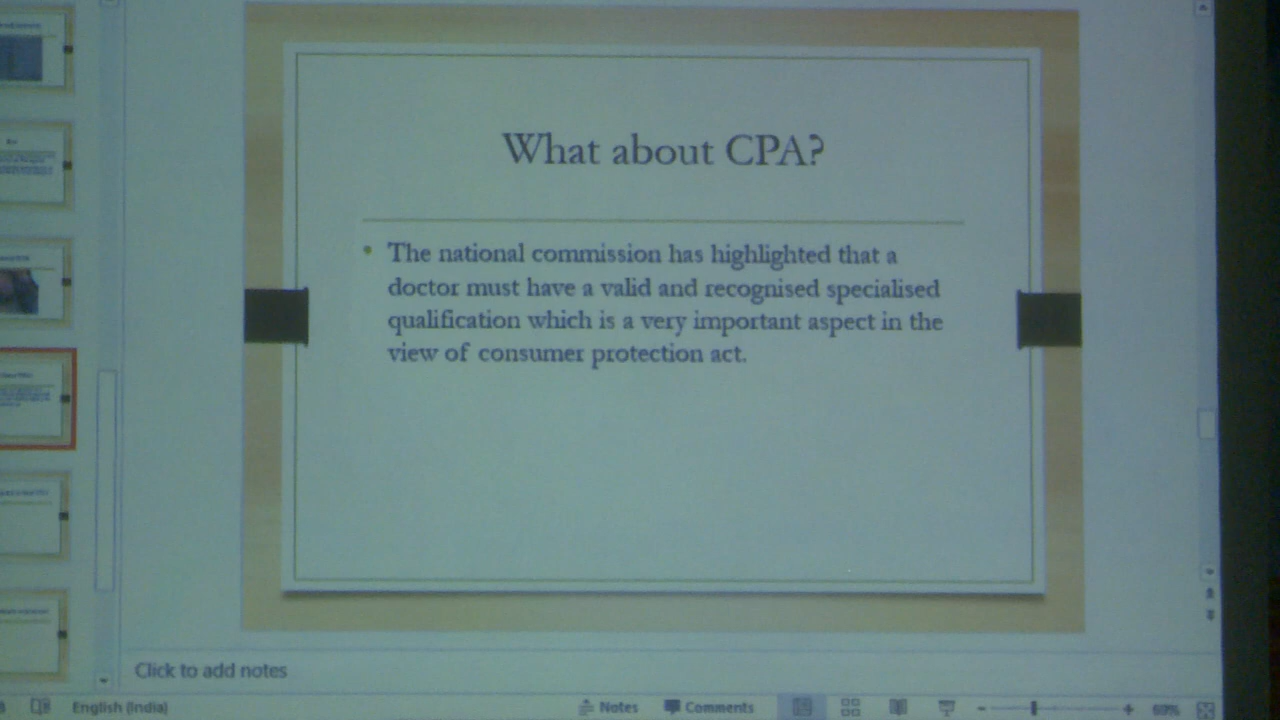 What about CPA?
• The national commission has highlighted that a
doctor must have a valid and recognised specialised
qualification which is a very important aspect in the
view of consumer protection act.
Click to add notes
English (India)
Notes
Comments
69%